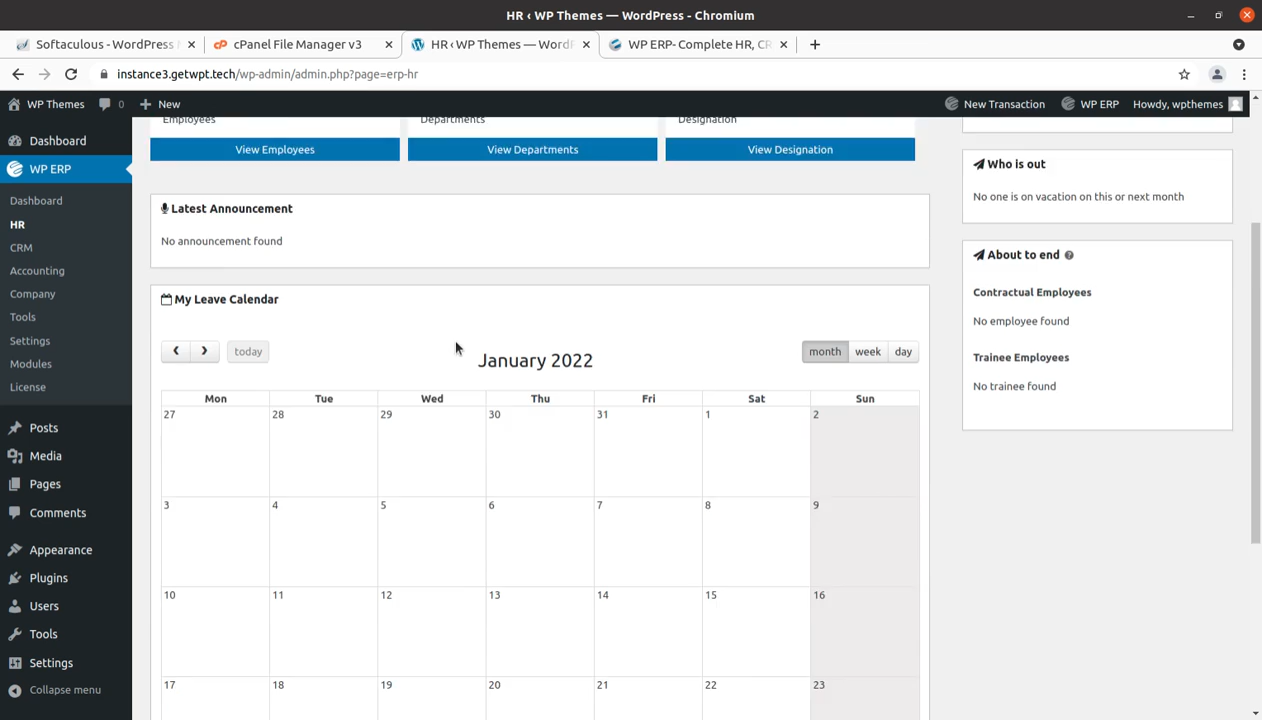 HR ‹ WP Themes — WordPress - Chromium
Softaculous - WordPress
cPanel File Manager v3
HR ‹ WP Themes — WordP
WP ERP- Complete HR, CR
instance3.getwpt.tech/wp-admin/admin.php?page=erp-hr
WP Themes
0
New
New Transaction
WP ERP
Howdy, wpthemes
Dashboard
WP ERP
Dashboard
HR
CRM
Accounting
Company
Tools
Settings
Modules
License
Posts
Media
Pages
Comments
Appearance
Plugins
Users
Tools
Settings
Collapse menu
Employees
Departments
Designation
View Employees
View Departments
View Designation
Latest Announcement
No announcement found
My Leave Calendar
today
January 2022
month
week
day
Mon Tue Wed Thu Fri Sat Sun
27 28 29 30 31 1 2
3 4 5 6 7 8 9
10 11 12 13 14 15 16
17 18 19 20 21 22 23
Who is out
No one is on vacation on this or next month
About to end
Contractual Employees
No employee found
Trainee Employees
No trainee found